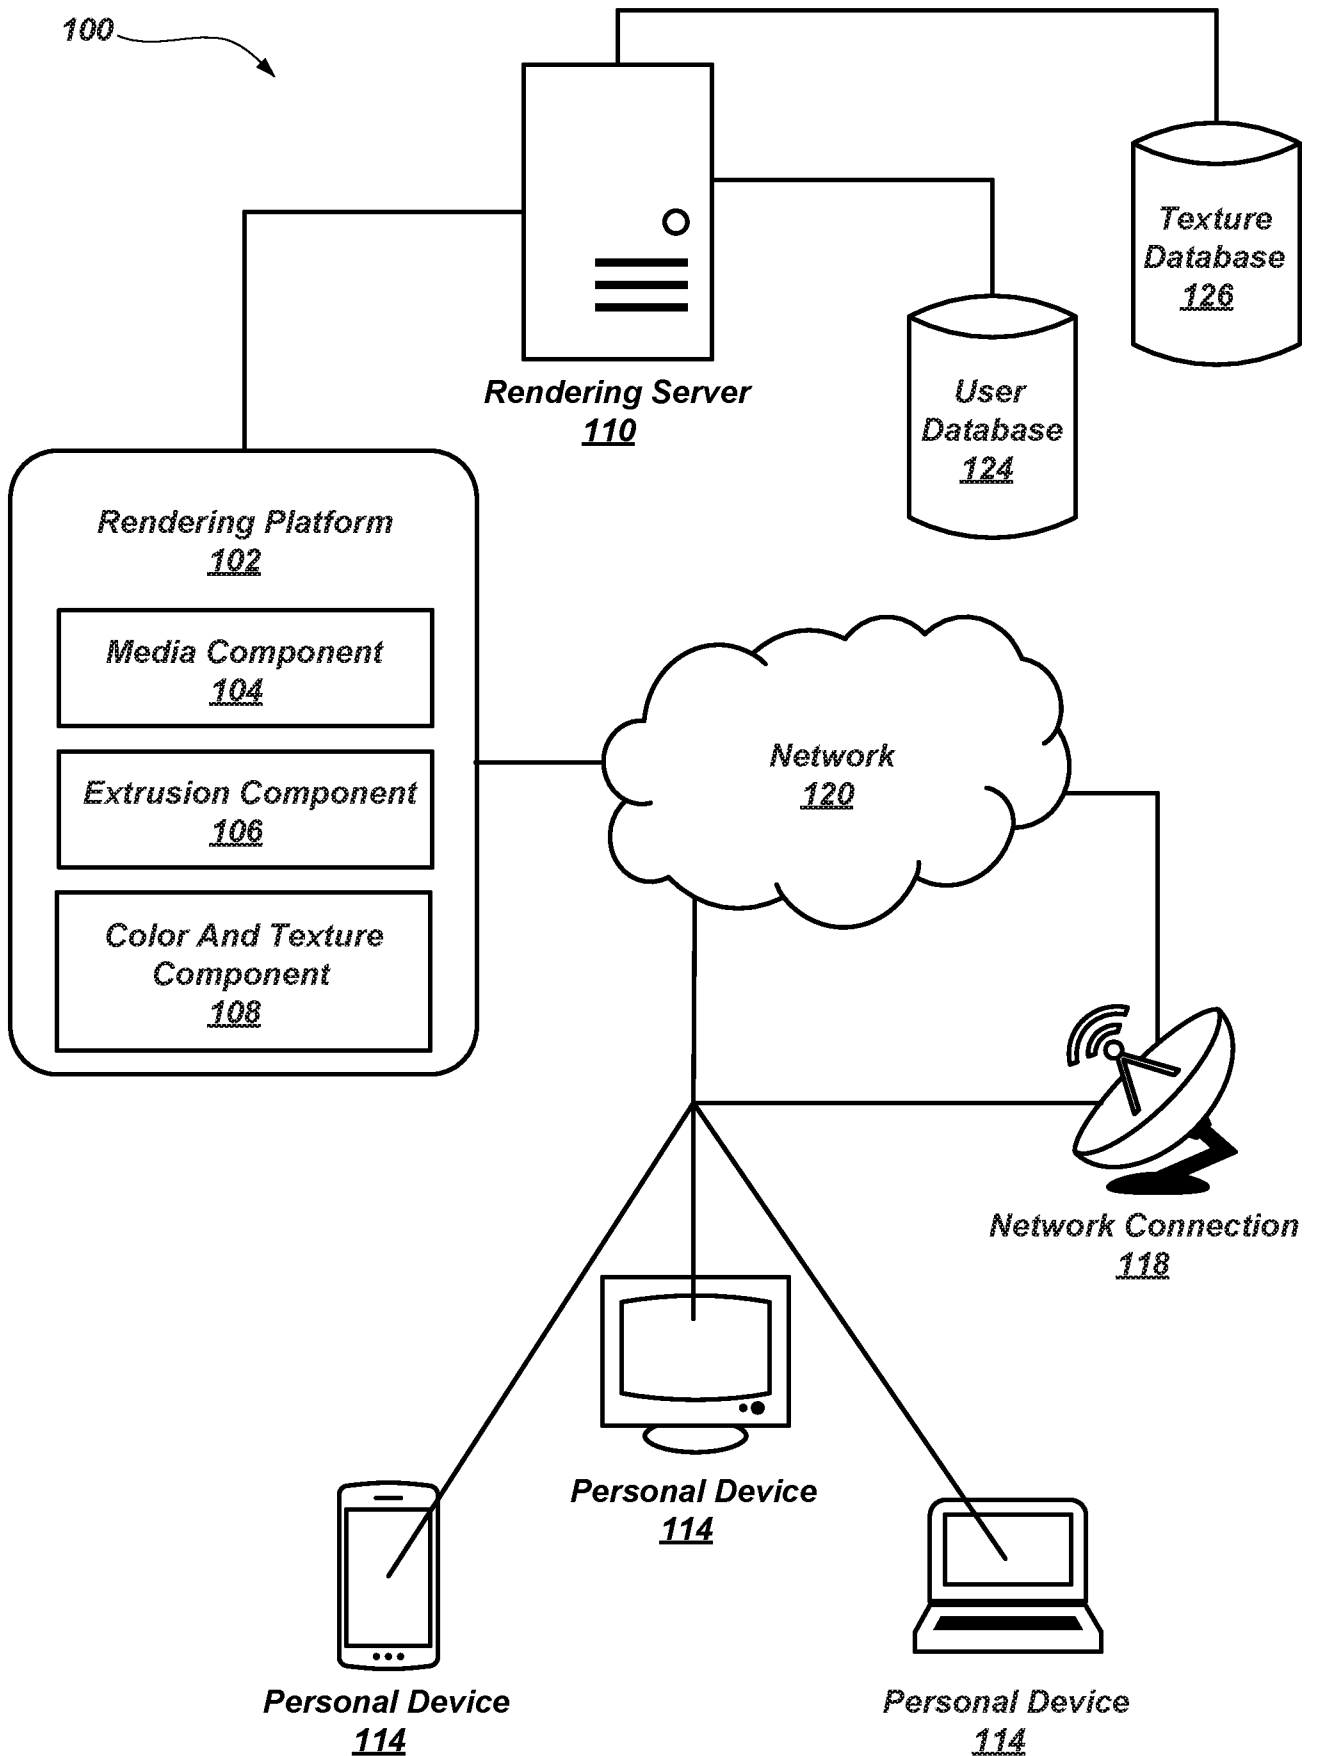 100
Texture
Database
126
Rendering Server
110
User
Database
124
Rendering Platform
102
Media Component
104
Extrusion Component
106
Color And Texture
Component
108
Network
120
Network Connection
118
Personal Device
114
Personal Device
114
Personal Device
114